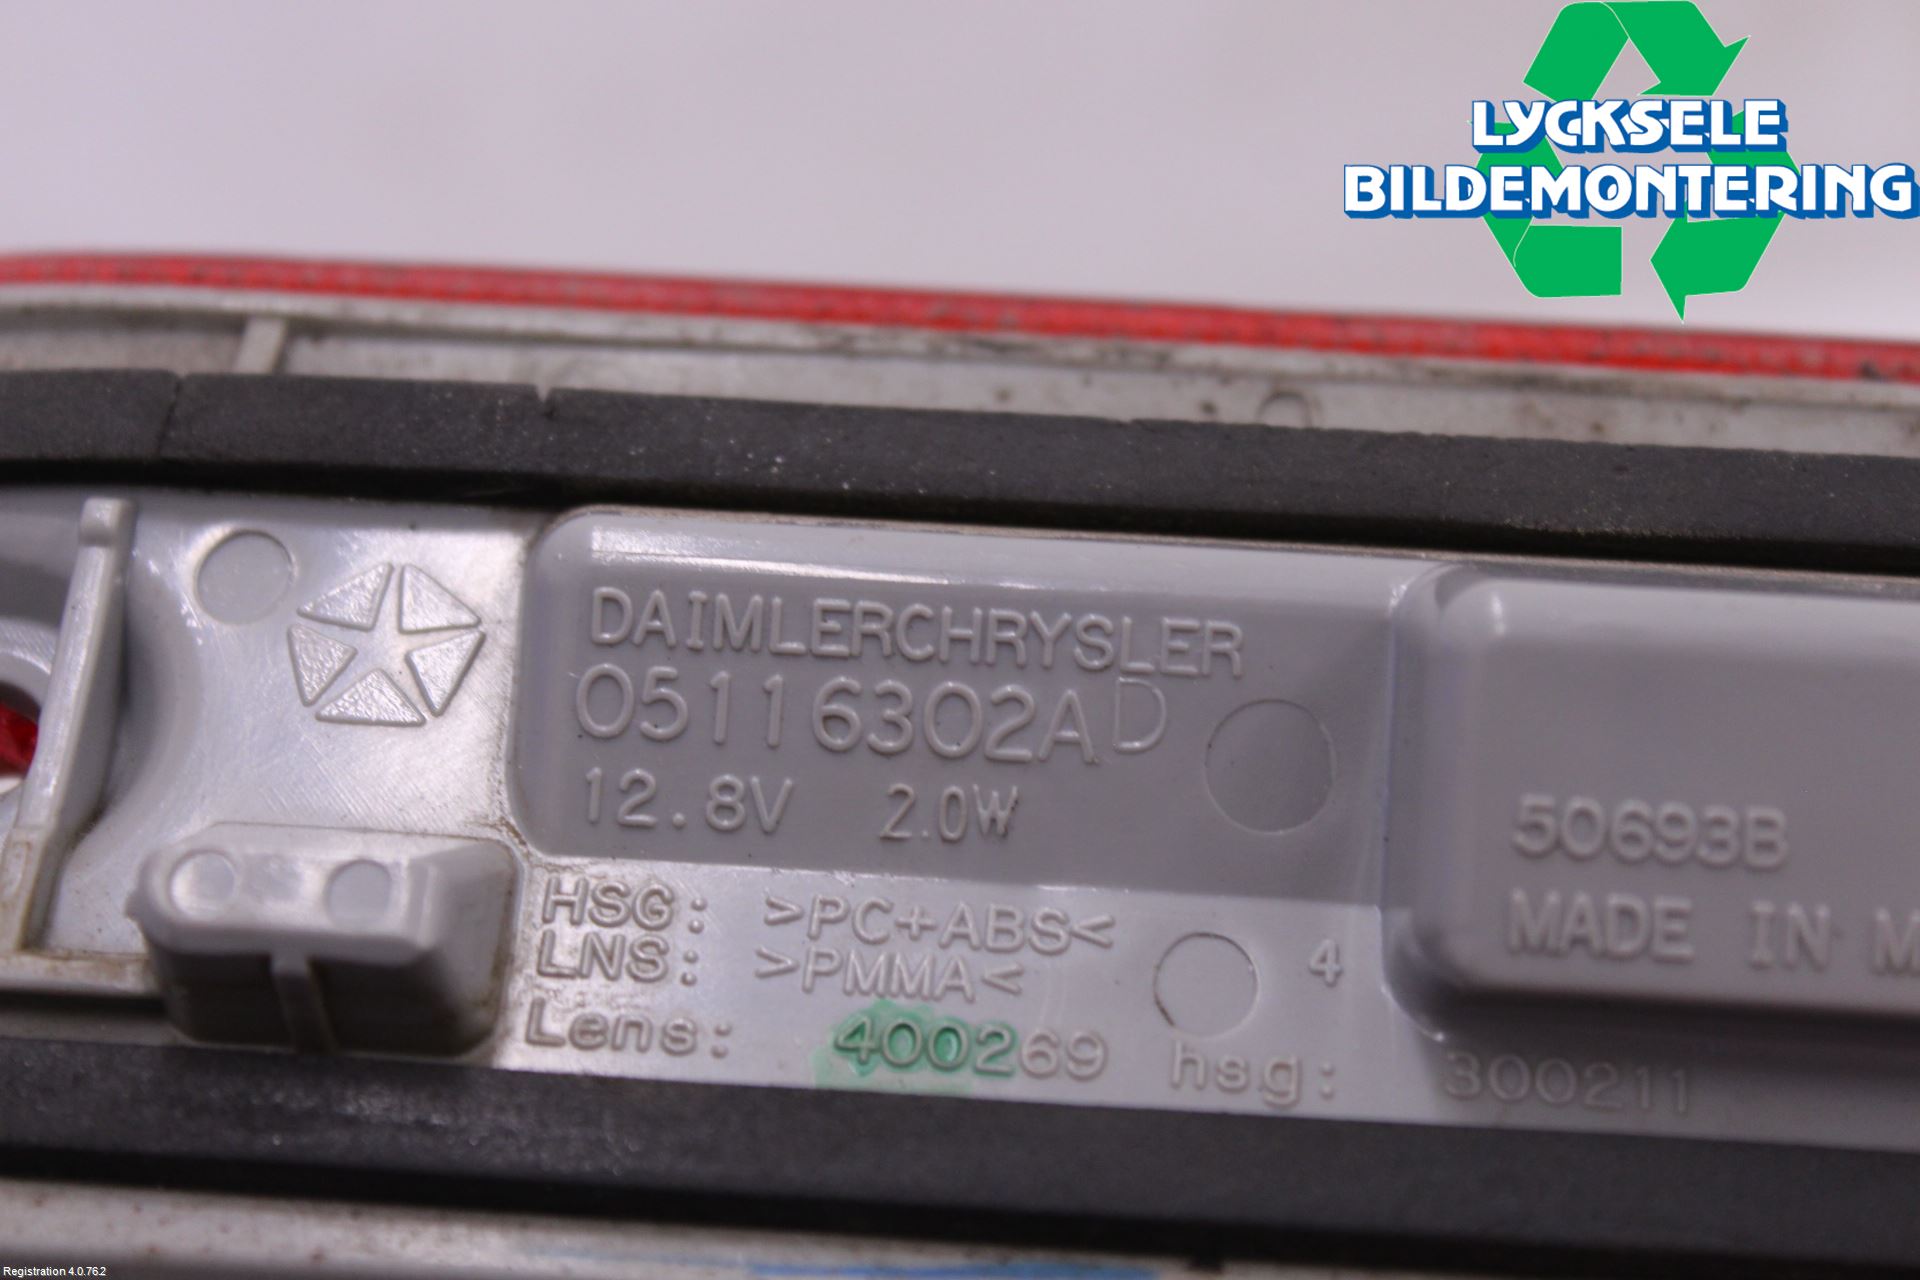 LYCKSELE
BILDEMONTERING
DAIMLERCHRYSLER
05116302AD
12.8V 2.0W
50693B
MADE IN
HSG: >PC+ABS<
LNS: >PMMA<
4
Lens: 400269 hsg: 300211
Registration 4.0.76.2